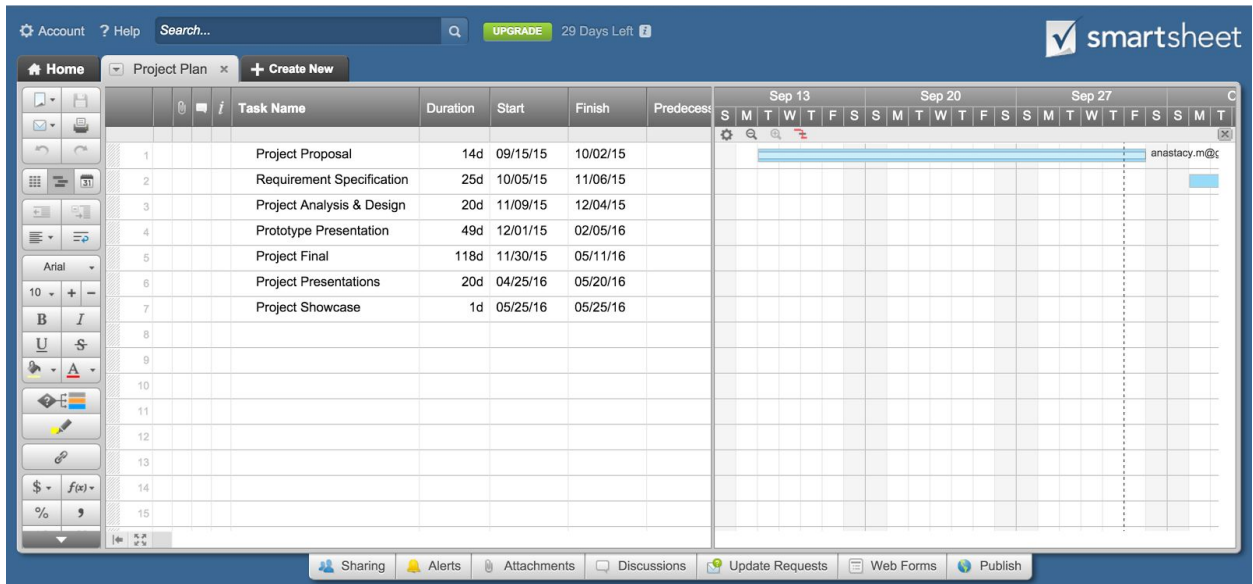 Account ? Help Search... UPGRADE 29 Days Left i
smartsheet
Home Project Plan × + Create New
i Task Name Duration Start Finish Predecess
Sep 13 Sep 20 Sep 27
S M T W T F S S M T W T F S S M T W T F S S M T
1 Project Proposal 14d 09/15/15 10/02/15 anastacy.m@
2 Requirement Specification 25d 10/05/15 11/06/15
3 Project Analysis & Design 20d 11/09/15 12/04/15
4 Prototype Presentation 49d 12/01/15 02/05/16
5 Project Final 118d 11/30/15 05/11/16
6 Project Presentations 20d 04/25/16 05/20/16
7 Project Showcase 1d 05/25/16 05/25/16
8
9
10
11
12
13
14
15
31
Arial
10 + −
B I
U S
A
?
$ f(x)
% ,
Sharing Alerts Attachments Discussions Update Requests Web Forms Publish